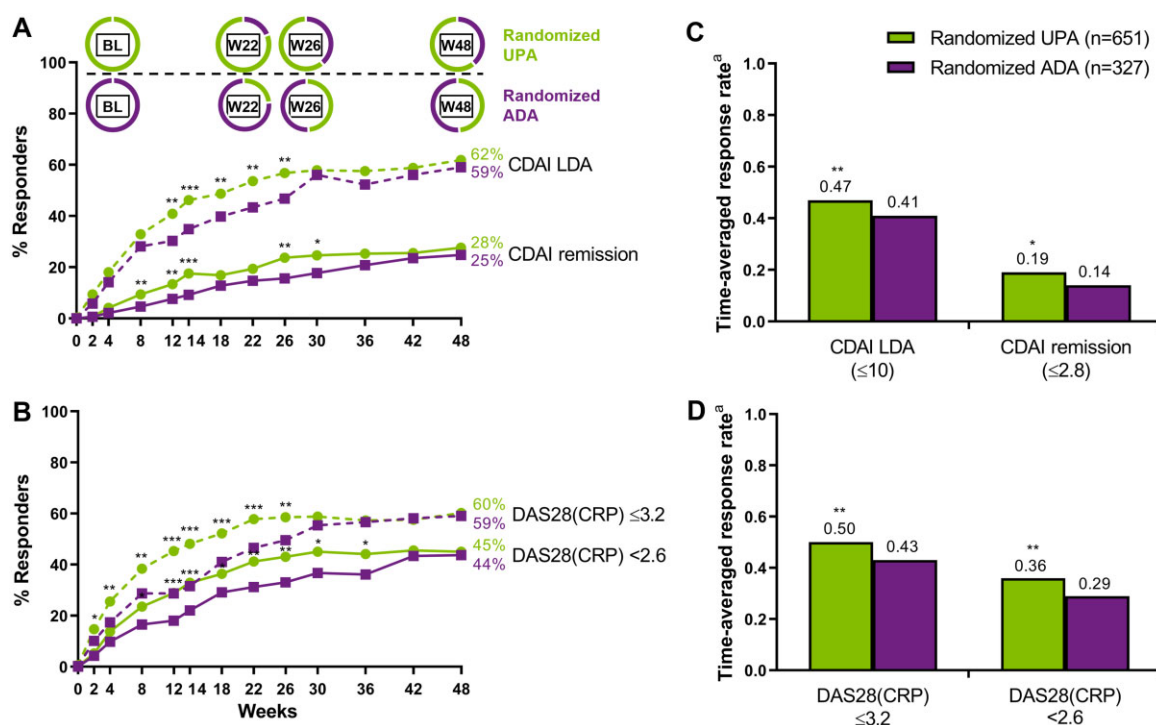 A
BL
W22
W26
W48
Randomized
UPA
BL
W22
W26
W48
Randomized
ADA
% Responders
100
80
60
40
20
0
** *** ** ** **
62%
59%
CDAI LDA
** ** *** ** *
28%
25%
CDAI remission
0 2 4 8 12 14 18 22 26 30 36 42 48
B
% Responders
100
80
60
40
20
0
* ** ** *** *** *** *** **
60%
59%
DAS28(CRP) ≤3.2
* *** *** * ** ** * *
45%
44%
DAS28(CRP) <2.6
0 2 4 8 12 14 18 22 26 30 36 42 48
Weeks
C
Randomized UPA (n=651)
Randomized ADA (n=327)
Time-averaged response rateᵃ
1.0
0.8
0.6
0.4
0.2
0.0
**
0.47 0.41
*
0.19 0.14
CDAI LDA
(≤10)
CDAI remission
(≤2.8)
D
Time-averaged response rateᵃ
1.0
0.8
0.6
0.4
0.2
0.0
**
0.50 0.43
**
0.36 0.29
DAS28(CRP)
≤3.2
DAS28(CRP)
<2.6